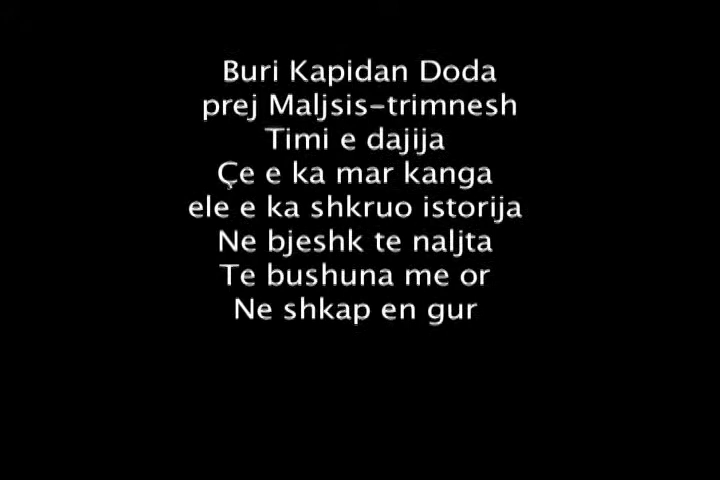 Buri Kapidan Doda
prej Maljsis-trimnesh
Timi e dajija
Çe e ka mar kanga
ele e ka shkruo istorija
Ne bjeshk te naljta
Te bushuna me or
Ne shkap en gur